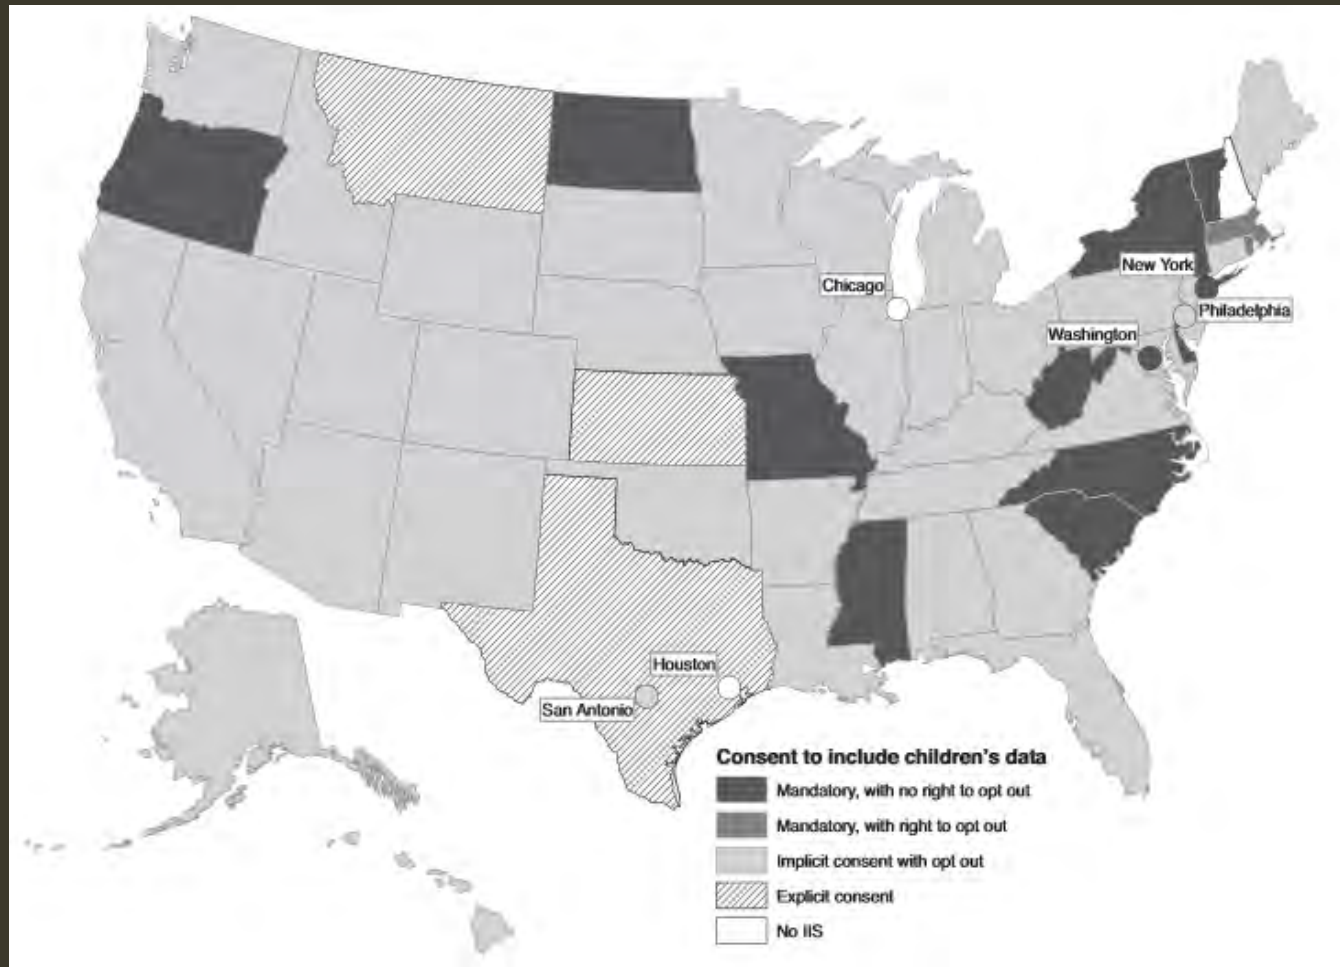 New York
Chicago
Philadelphia
Washington
Houston
San Antonio
Consent to include children's data
Mandatory, with no right to opt out
Mandatory, with right to opt out
Implicit consent with opt out
Explicit consent
No IIS